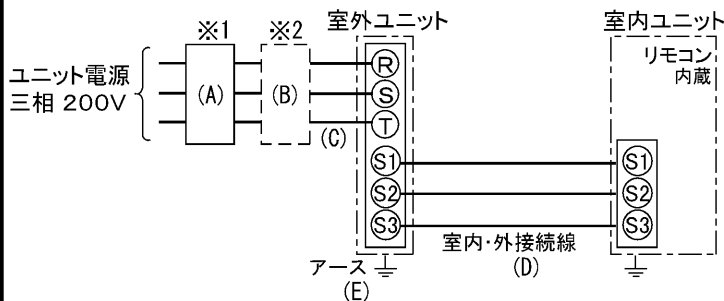 ※1
※2
室外ユニット
室内ユニット
ユニット電源
三相 200V
(A)
(B)
(C)
R
S
T
リモコン
内蔵
S1
S2
S3
S1
S2
S3
室内・外接続線
(D)
アース
(E)